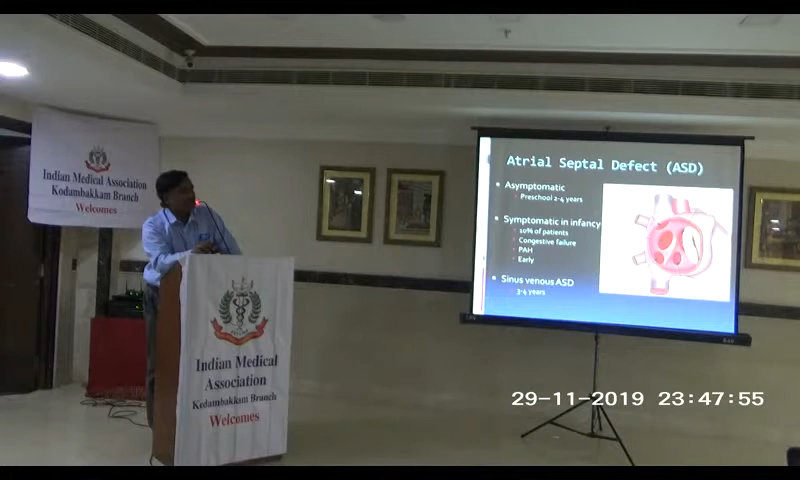 Indian Medical Association
Kodambakkam Branch
Welcomes
Atrial Septal Defect (ASD)
Asymptomatic
Preschool 2-4 years
Symptomatic in infancy
10% of patients
Congestive failure
PAH
Early
Sinus venous ASD
Indian Medical
Association
Kodambakkam Branch
Welcomes
29-11-2019 23:47:55